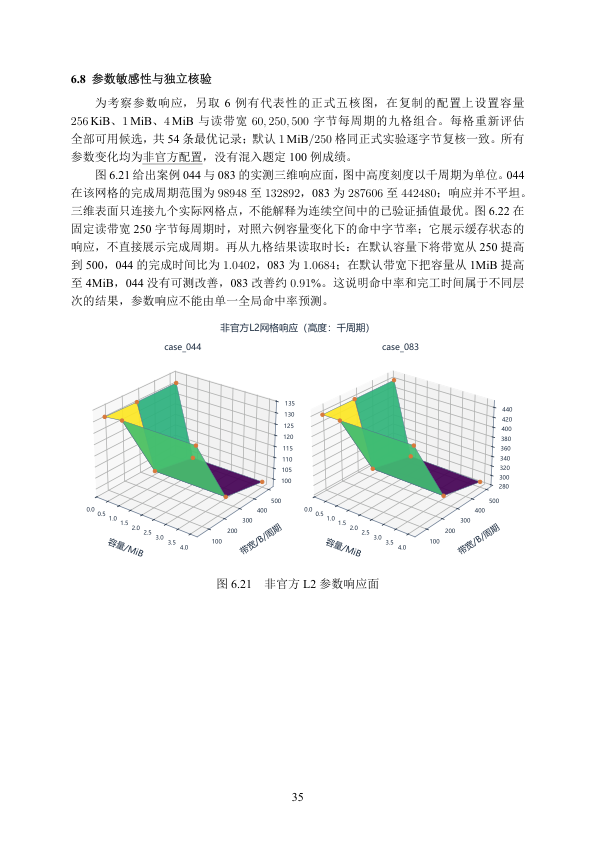 6.8 参数敏感性与独立核验
为考察参数响应，另取 6 例有代表性的正式五核图，在复制的配置上设置容量
256 KiB、1 MiB、4 MiB 与读带宽 60, 250, 500 字节每周期的九格组合。每格重新评估
全部可用候选，共 54 条最优记录；默认 1 MiB/250 格同正式实验逐字节复核一致。所有
参数变化均为非官方配置，没有混入题定 100 例成绩。
图 6.21 给出案例 044 与 083 的实测三维响应面，图中高度刻度以千周期为单位。044
在该网格的完成周期范围为 98948 至 132892，083 为 287606 至 442480；响应并不平坦。
三维表面只连接九个实际网格点，不能解释为连续空间中的已验证插值最优。图 6.22 在
固定读带宽 250 字节每周期时，对照六例容量变化下的命中字节率；它展示缓存状态的
响应，不直接展示完成周期。再从九格结果读取时长：在默认容量下将带宽从 250 提高
到 500，044 的完成时间比为 1.0402，083 为 1.0684；在默认带宽下把容量从 1MiB 提高
至 4MiB，044 没有可测改善，083 改善约 0.91%。这说明命中率和完工时间属于不同层
次的结果，参数响应不能由单一全局命中率预测。
非官方L2网格响应（高度：千周期）
case_044
135
130
125
120
115
110
105
100
0.0
0.5
1.0
1.5
2.0
2.5
3.0
3.5
4.0
容量/MiB
100
200
300
400
500
带宽/B/周期
case_083
440
420
400
380
360
340
320
300
280
0.0
0.5
1.0
1.5
2.0
2.5
3.0
3.5
4.0
容量/MiB
100
200
300
400
500
带宽/B/周期
图 6.21 非官方 L2 参数响应面
35